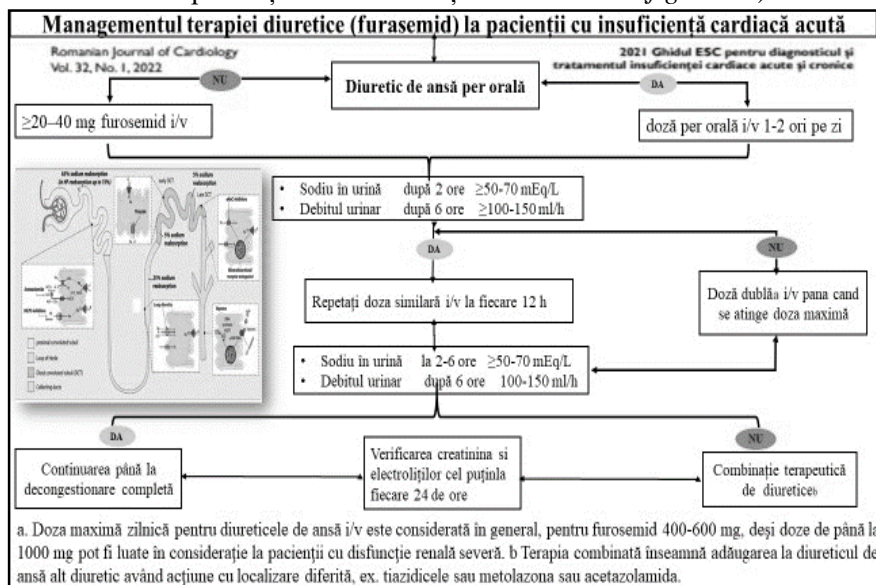 Managementul terapiei diuretice (furasemid) la pacienții cu insuficiență cardiacă acută
Romanian Journal of Cardiology
Vol. 32, No. 1, 2022
2021 Ghidul ESC pentru diagnosticul și
tratamentul insuficienței cardiace acute și cronice
NU
Diuretic de ansă per orală
DA
≥20–40 mg furosemid i/v
doză per orală i/v 1-2 ori pe zi
• Sodiu în urină după 2 ore ≥50-70 mEq/L
• Debitul urinar după 6 ore ≥100-150 ml/h
DA
NU
Repetați doza similară i/v la fiecare 12 h
Doză dublăa i/v pana cand
se atinge doza maximă
• Sodiu în urină la 2-6 ore ≥50-70 mEq/L
• Debitul urinar după 6 ore 100-150 ml/h
DA
NU
Continuarea până la
decongestionare completă
Verificarea creatinina si
electroliților cel puținla
fiecare 24 de ore
Combinație terapeutică
de diureticeb
a. Doza maximă zilnică pentru diureticele de ansă i/v este considerată în general, pentru furosemid 400-600 mg, deși doze de până la
1000 mg pot fi luate în considerație la pacienții cu disfuncție renală severă. b Terapia combinată înseamnă adăugarea la diureticul de
ansă alt diuretic având acțiune cu localizare diferită, ex. tiazidicele sau metolazona sau acetazolamida.